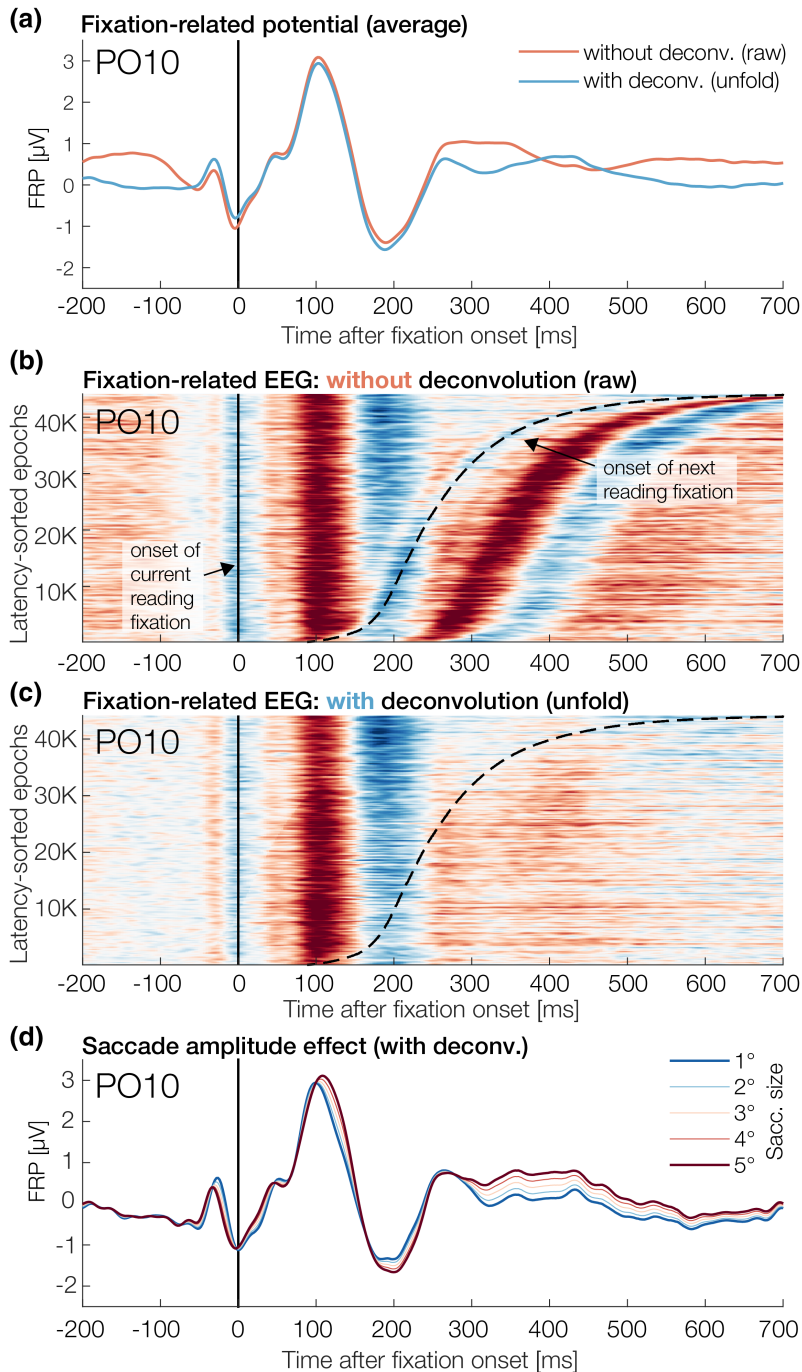 (a)
Fixation-related potential (average)
PO10
without deconv. (raw)
with deconv. (unfold)
FRP [µV]
3
2
1
0
-1
-2
-200 -100 0 100 200 300 400 500 600 700
Time after fixation onset [ms]
(b)
Fixation-related EEG: without deconvolution (raw)
PO10
Latency-sorted epochs
40K
30K
20K
10K
onset of next
reading fixation
onset of
current
reading
fixation
-200 -100 0 100 200 300 400 500 600 700
(c)
Fixation-related EEG: with deconvolution (unfold)
PO10
Latency-sorted epochs
40K
30K
20K
10K
-200 -100 0 100 200 300 400 500 600 700
Time after fixation onset [ms]
(d)
Saccade amplitude effect (with deconv.)
PO10
1°
2°
3°
4°
5°
Sacc. size
FRP [µV]
3
2
1
0
-1
-2
-200 -100 0 100 200 300 400 500 600 700
Time after fixation onset [ms]